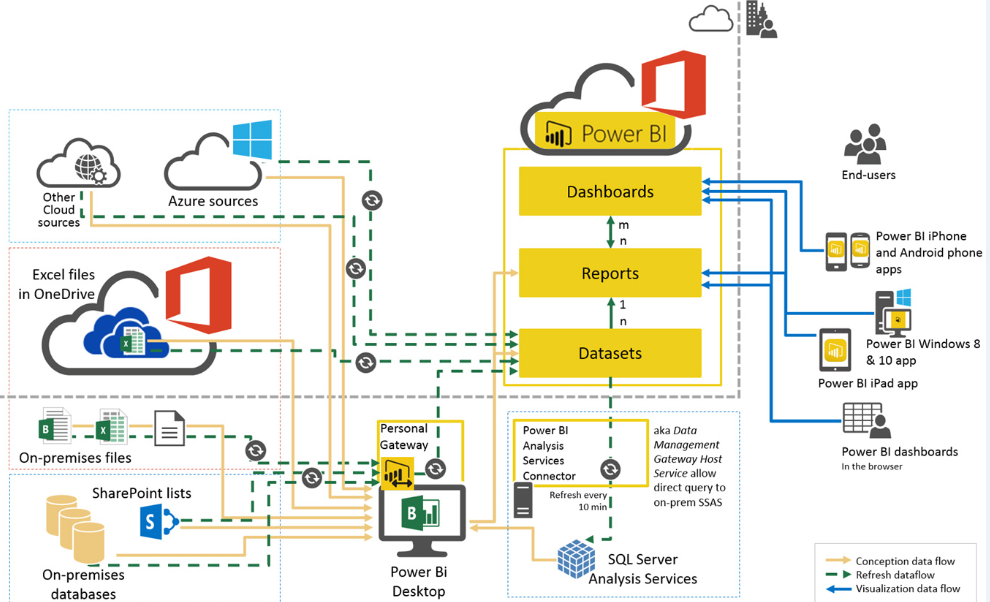 Power BI
Dashboards
m
n
Reports
1
n
Datasets
Other
Cloud
sources
Azure sources
Excel files
in OneDrive
X
B
X
On-premises files
SharePoint lists
S
On-premises
databases
Personal
Gateway
B
Power Bi
Desktop
Power BI
Analysis
Services
Connector
Refresh every
10 min
aka Data
Management
Gateway Host
Service allow
direct query to
on-prem SSAS
SQL Server
Analysis Services
End-users
Power BI iPhone
and Android phone
apps
Power BI Windows 8
& 10 app
Power BI iPad app
Power BI dashboards
In the browser
Conception data flow
Refresh dataflow
Visualization data flow